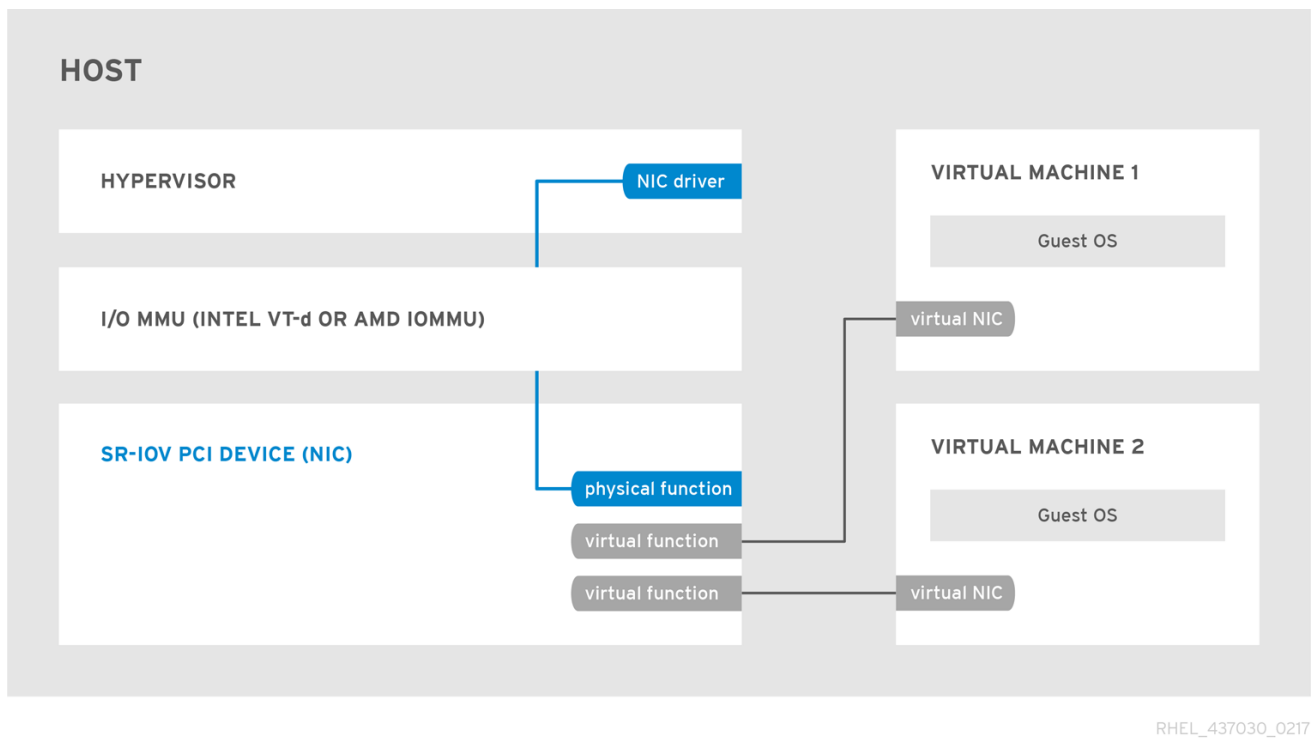 HOST
HYPERVISOR
NIC driver
I/O MMU (INTEL VT-d OR AMD IOMMU)
SR-IOV PCI DEVICE (NIC)
physical function
virtual function
virtual function
VIRTUAL MACHINE 1
Guest OS
virtual NIC
VIRTUAL MACHINE 2
Guest OS
virtual NIC
RHEL_437030_0217